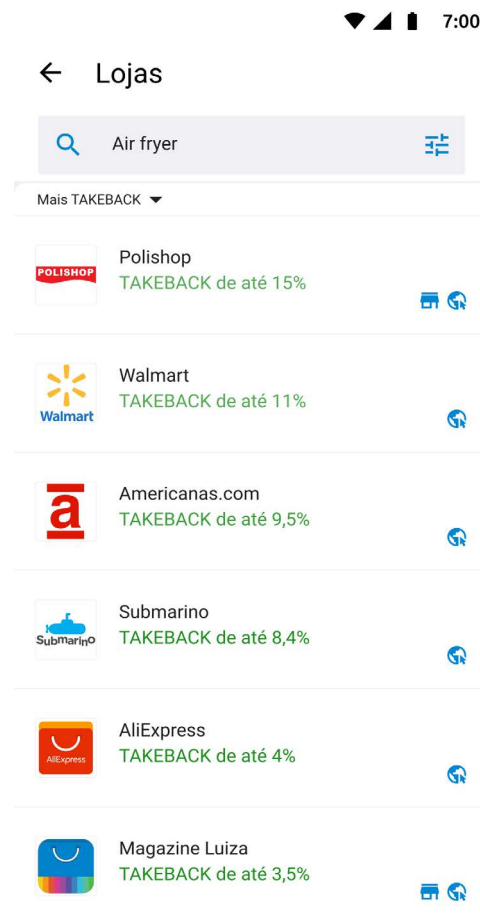 7:00
Lojas
Air fryer
Mais TAKEBACK
POLISHOP
Polishop
TAKEBACK de até 15%
Walmart
Walmart
TAKEBACK de até 11%
a
Americanas.com
TAKEBACK de até 9,5%
Submarino
Submarino
TAKEBACK de até 8,4%
AliExpress
AliExpress
TAKEBACK de até 4%
Magazine Luiza
TAKEBACK de até 3,5%